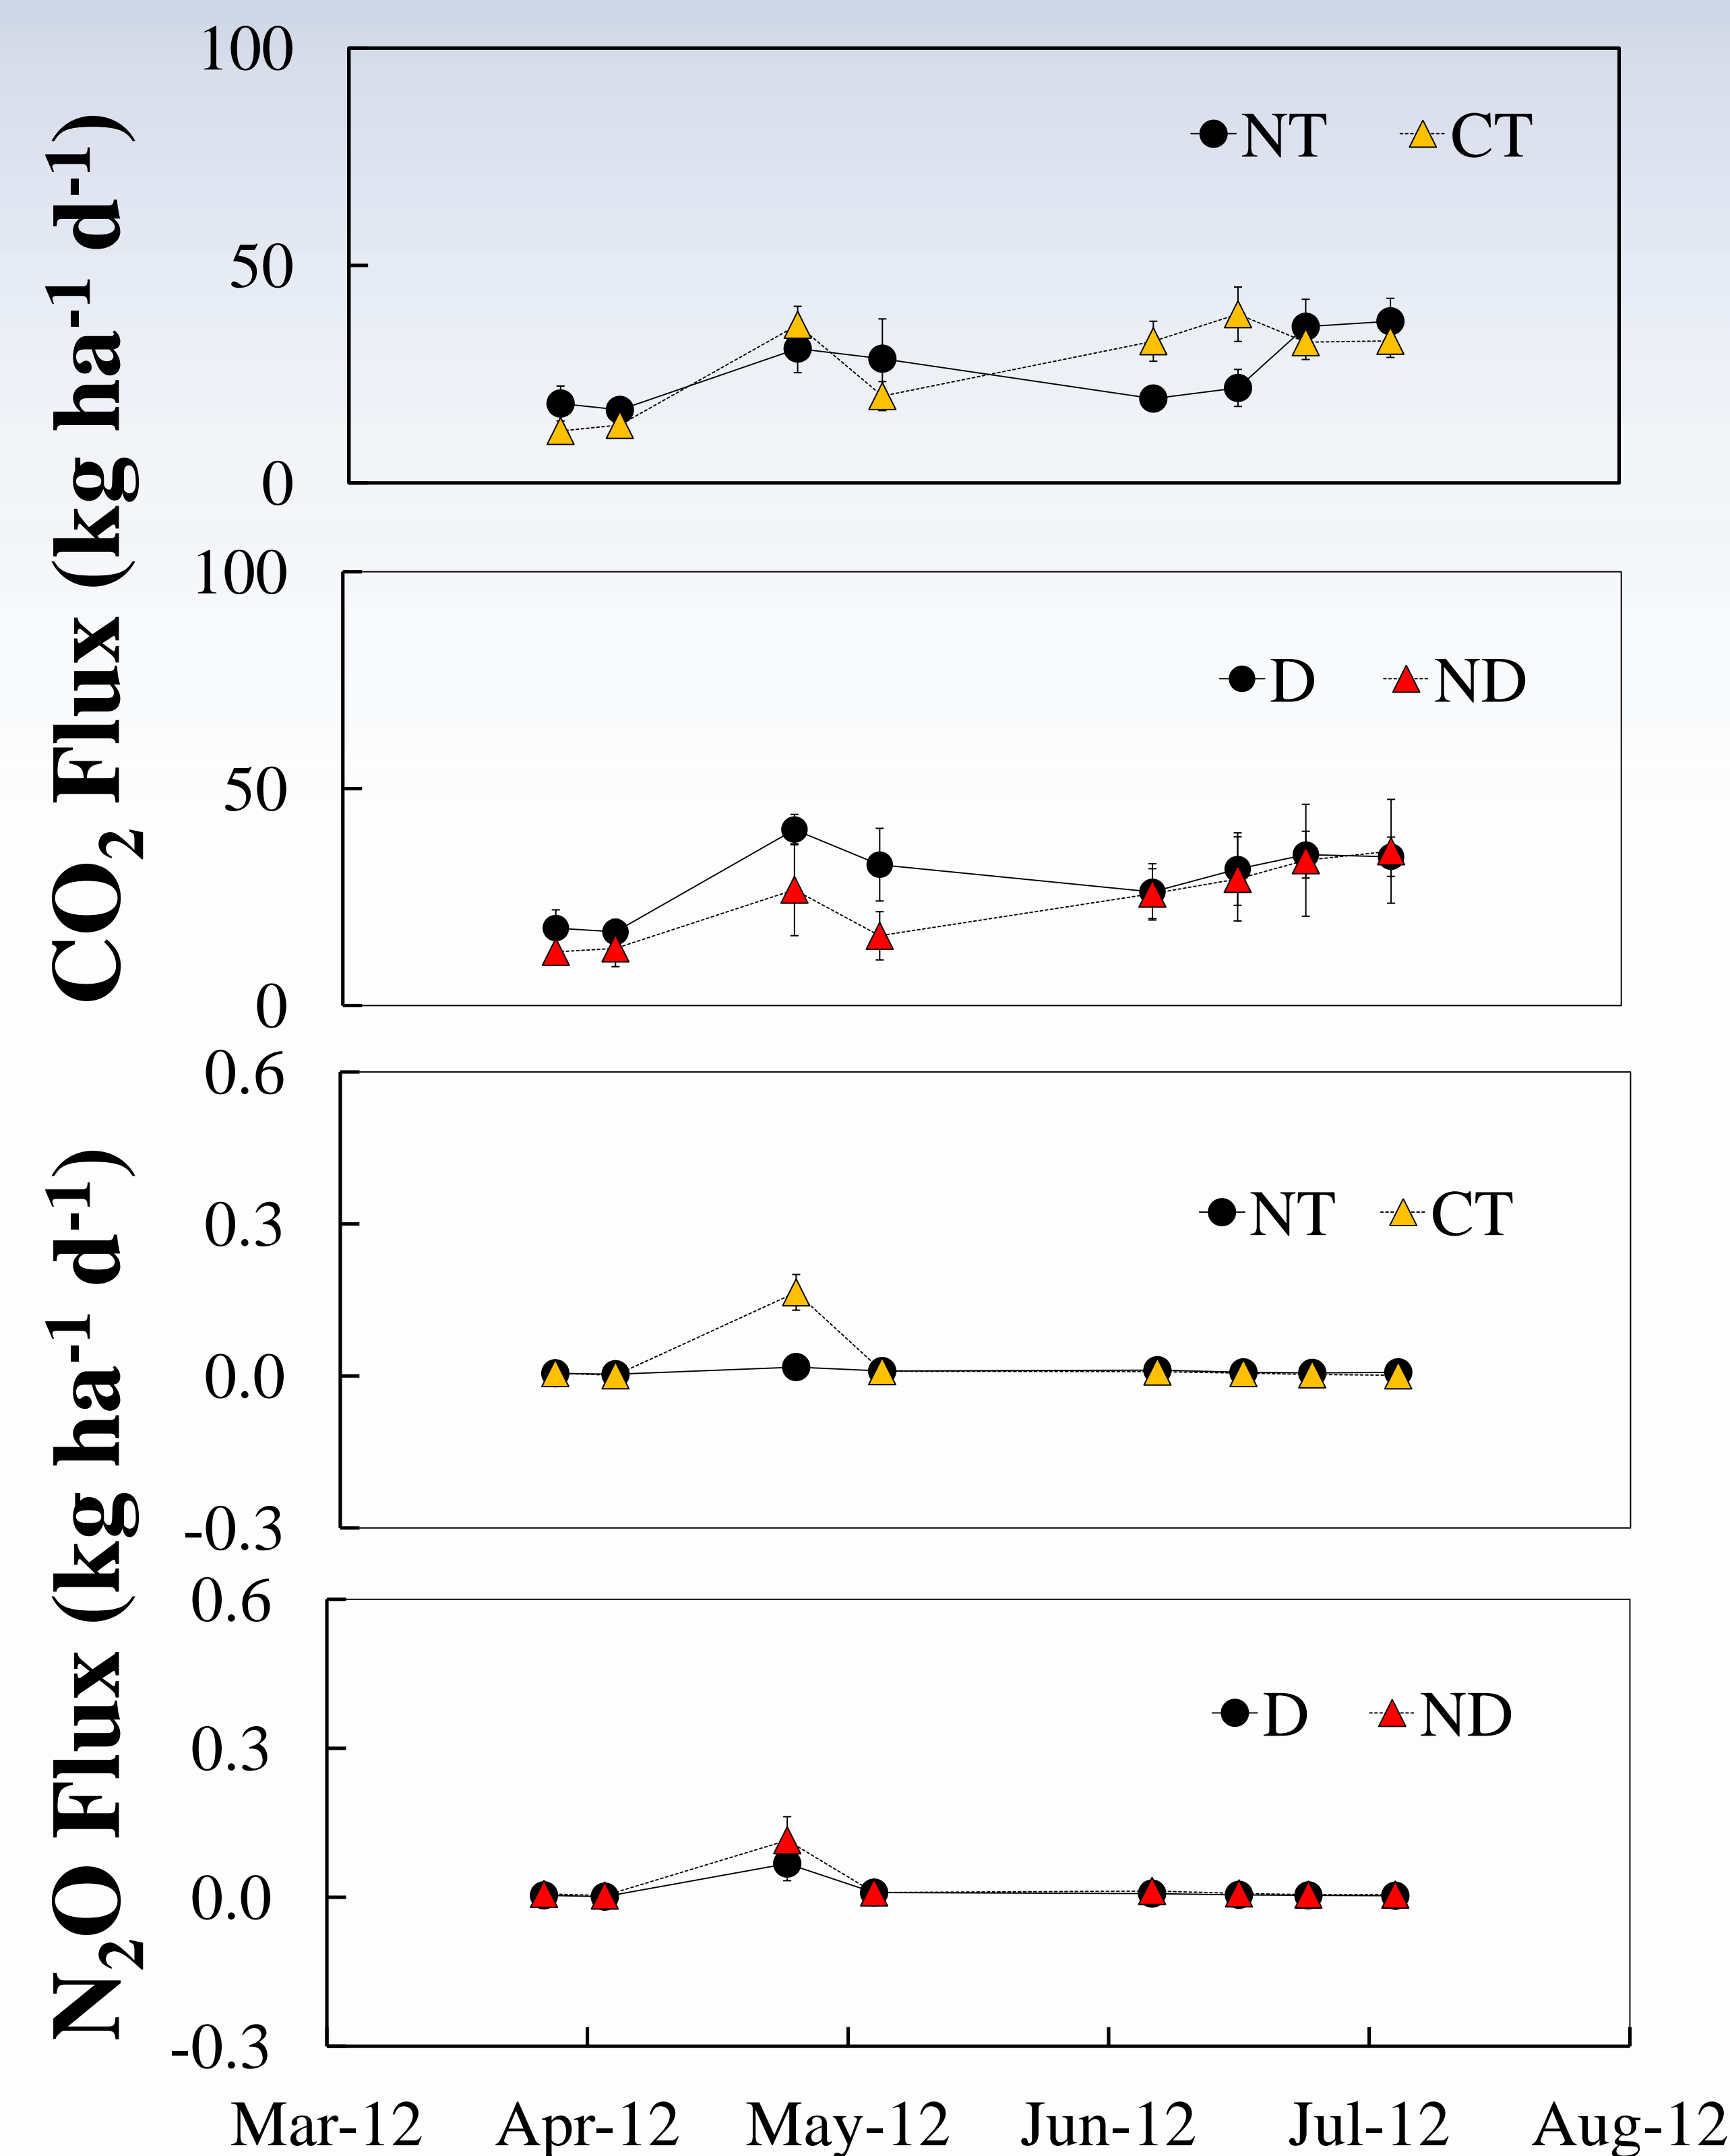 CO2 Flux (kg ha-1 d-1)
100
50
0
NT CT
100
50
0
D ND
N2O Flux (kg ha-1 d-1)
0.6
0.3
0.0
-0.3
NT CT
0.6
0.3
0.0
-0.3
D ND
Mar-12 Apr-12 May-12 Jun-12 Jul-12 Aug-12